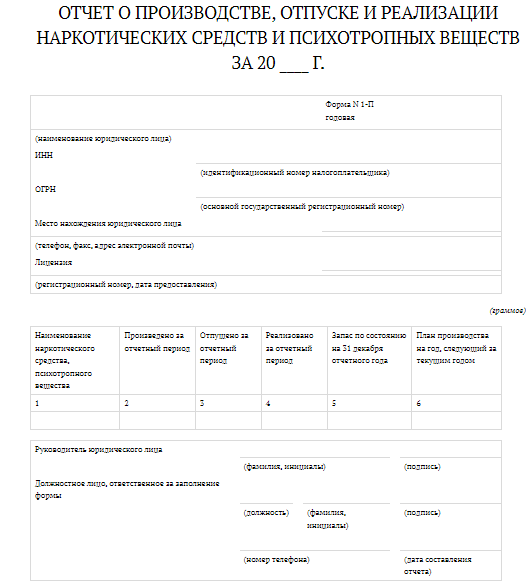 ОТЧЕТ О ПРОИЗВОДСТВЕ, ОТПУСКЕ И РЕАЛИЗАЦИИ
НАРКОТИЧЕСКИХ СРЕДСТВ И ПСИХОТРОПНЫХ ВЕЩЕСТВ
ЗА 20 ____ Г.
Форма N 1-П
годовая
(наименование юридического лица)
ИНН
(идентификационный номер налогоплательщика)
ОГРН
(основной государственный регистрационный номер)
Место нахождения юридического лица
(телефон, факс, адрес электронной почты)
Лицензия
(регистрационный номер, дата предоставления)
(граммов)
Наименование Произведено за Отпущено за Реализовано Запас по состоянию План производства
наркотического отчетный период отчетный за отчетный на 31 декабря на год, следующий за
средства, период период отчетного года текущим годом
психотропного
вещества
1 2 3 4 5 6
Руководитель юридического лица
(фамилия, инициалы) (подпись)
Должностное лицо, ответственное за заполнение
формы
(должность) (фамилия, (подпись)
инициалы)
(номер телефона) (дата составления
отчета)